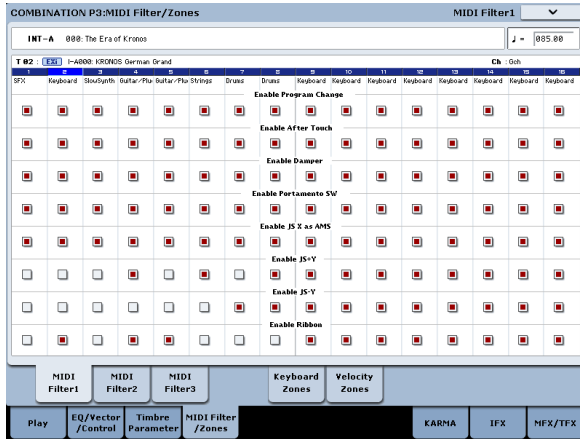 COMBINATION P3:MIDI Filter/Zones MIDI Filter1
INT-A 000: The Era of Kronos ♩= 085.00
T 02 : EXi I-A000: KRONOS German Grand Ch : Gch
1 2 3 4 5 6 7 8 9 10 11 12 13 14 15 16
SFX Keyboard SlowSynth Guitar/Plu Guitar/Plu Strings Drums Drums Keyboard Keyboard Keyboard Keyboard Keyboard Keyboard Keyboard Keyboard
Enable Program Change
Enable After Touch
Enable Damper
Enable Portamento SW
Enable JS X as AMS
Enable JS+Y
Enable JS-Y
Enable Ribbon
MIDI Filter1 MIDI Filter2 MIDI Filter3 Keyboard Zones Velocity Zones
Play EQ/Vector /Control Timbre Parameter MIDI Filter /Zones KARMA IFX MFX/TFX